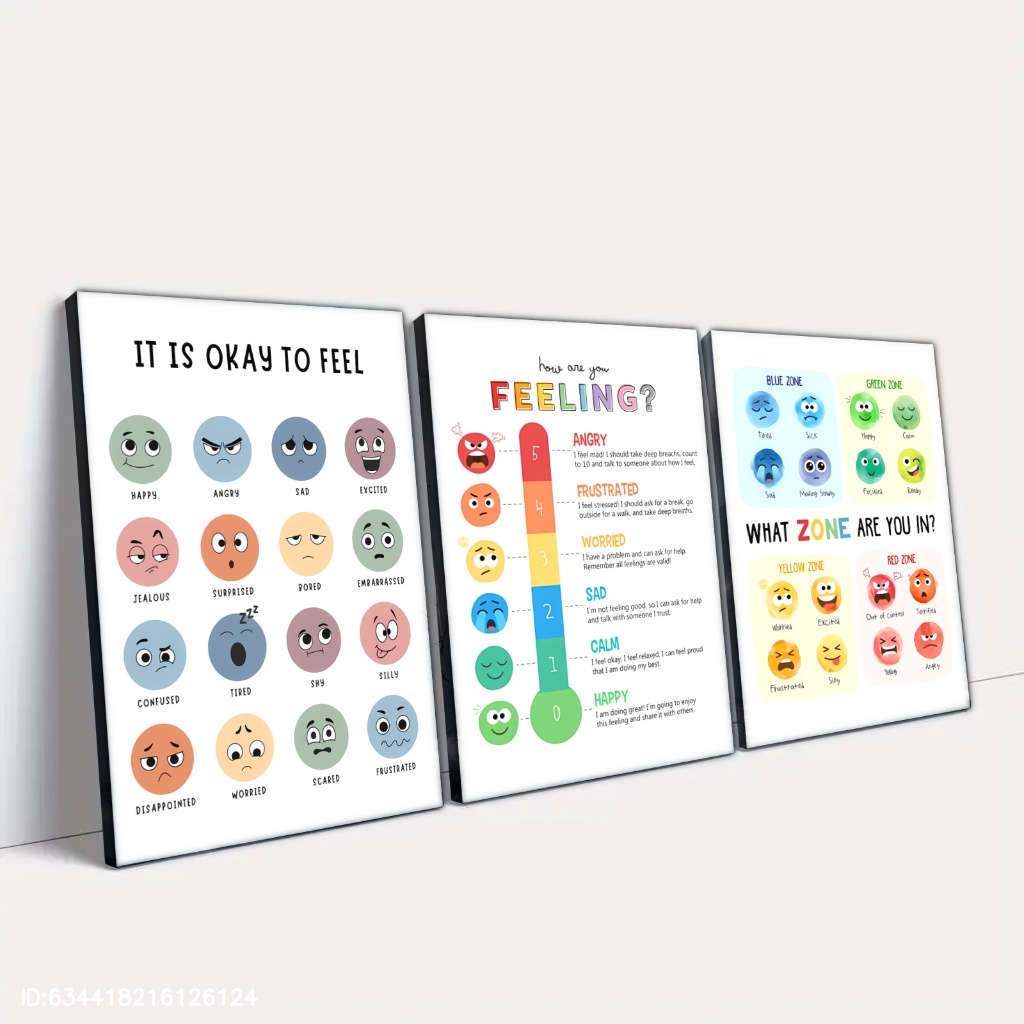 IT IS OKAY TO FEEL
HAPPY
ANGRY
SAD
EXCITED
JEALOUS
SURPRISED
BORED
EMBARRASSED
CONFUSED
TIRED
zzz
SHY
SILLY
DISAPPOINTED
WORRIED
SCARED
FRUSTRATED
how are you
FEELING?
5
ANGRY
I feel mad! I should take deep breachs, count
to 10 and talk to someone about how I feel.
4
FRUSTRATED
I feel stressed! I should ask for a break, go
outside for a walk, and take deep breaths.
3
WORRIED
I have a problem and can ask for help.
Remember all feelings are valid!
2
SAD
I'm not feeling good, so i can ask for help
and talk with someone I trust.
1
CALM
I feel okay, I feel relaxed, I can feel proud
that I am doing my best.
0
HAPPY
I am doing great! I'm going to enjoy
this feeling and share it with others.
BLUE ZONE
Tired
Sick
Sad
Moving Slowly
GREEN ZONE
Happy
Calm
Focused
Ready
WHAT ZONE ARE YOU IN?
YELLOW ZONE
Worried
Excited
Frustrated
Silly
RED ZONE
Out of Control
Terrified
Yelling
Angry
ID:634418216126124